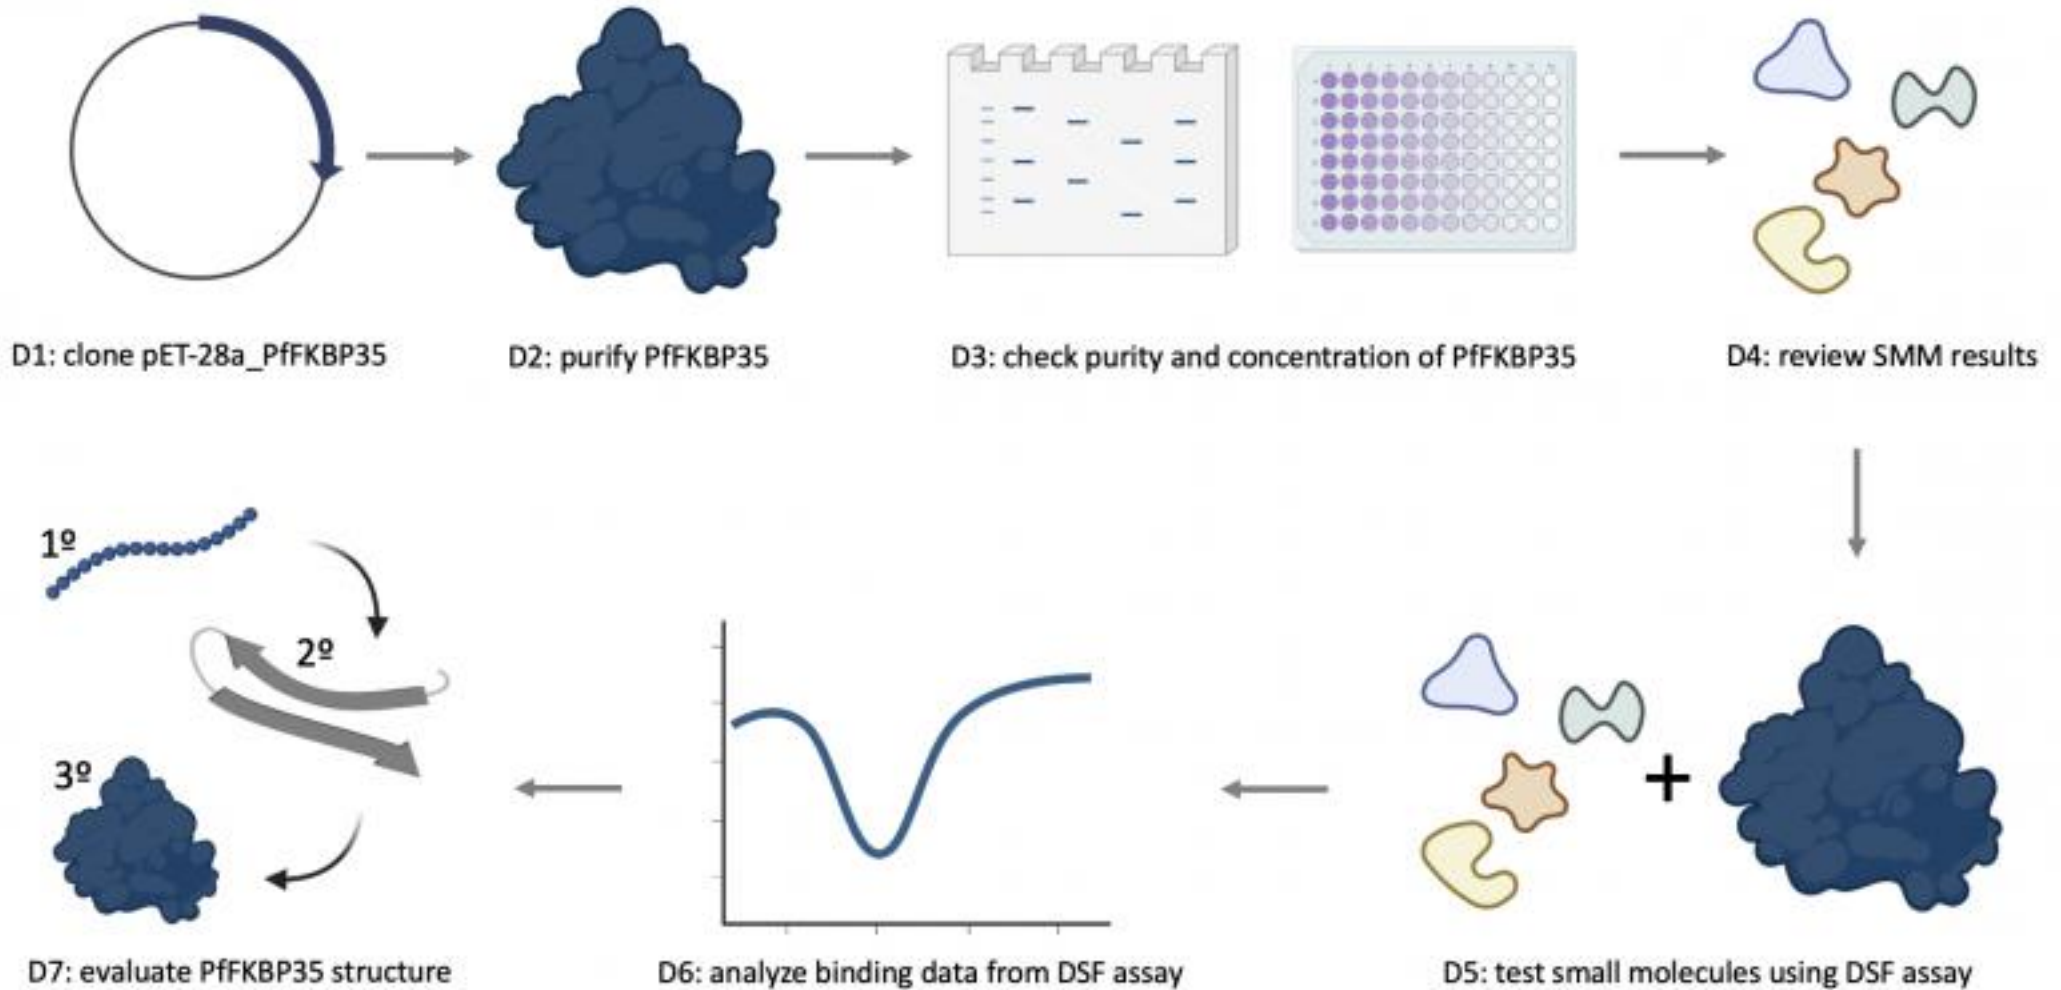 D1: clone pET-28a_PfFKBP35
D2: purify PfFKBP35
D3: check purity and concentration of PfFKBP35
D4: review SMM results
1º
2º
3º
D7: evaluate PfFKBP35 structure
D6: analyze binding data from DSF assay
+
D5: test small molecules using DSF assay